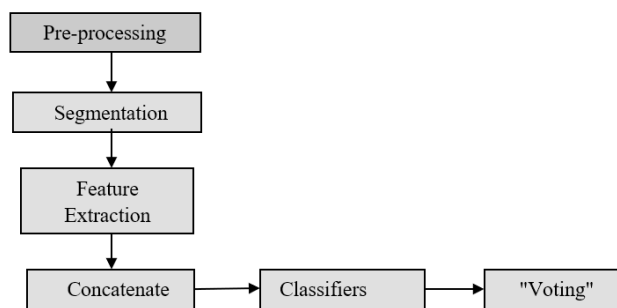 Pre-processing
Segmentation
Feature
Extraction
Concatenate
Classifiers
"Voting"